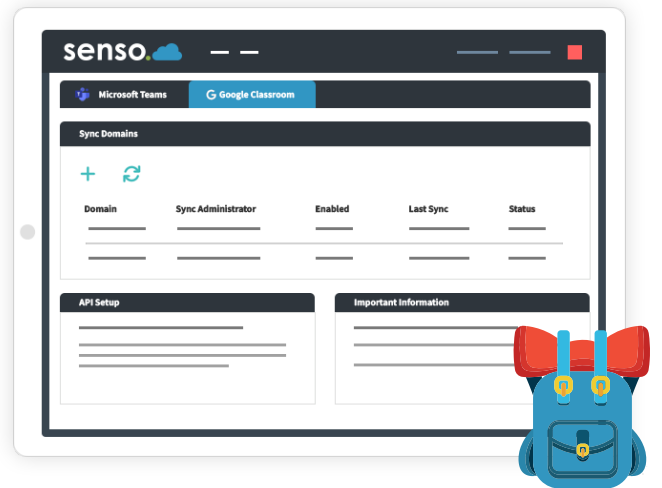 senso.
Microsoft Teams Google Classroom
Sync Domains
Domain Sync Administrator Enabled Last Sync Status
API Setup Important Information